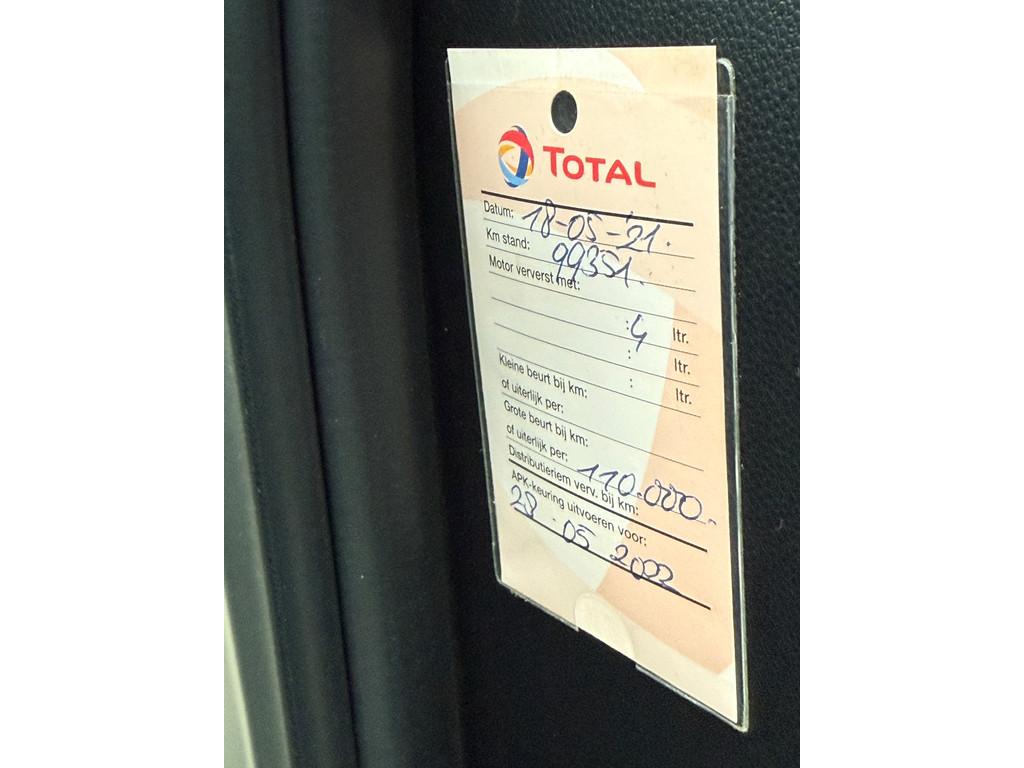 TOTAL
Datum: 18-05-'21.
Km stand: 99351.
Motor ververst met:
:4 ltr.
: ltr.
: ltr.
Kleine beurt bij km:
of uiterlijk per:
Grote beurt bij km:
of uiterlijk per:
Distributieriem verv. bij km: 110.000.-
APK-keuring uitvoeren voor:
28-05 2022